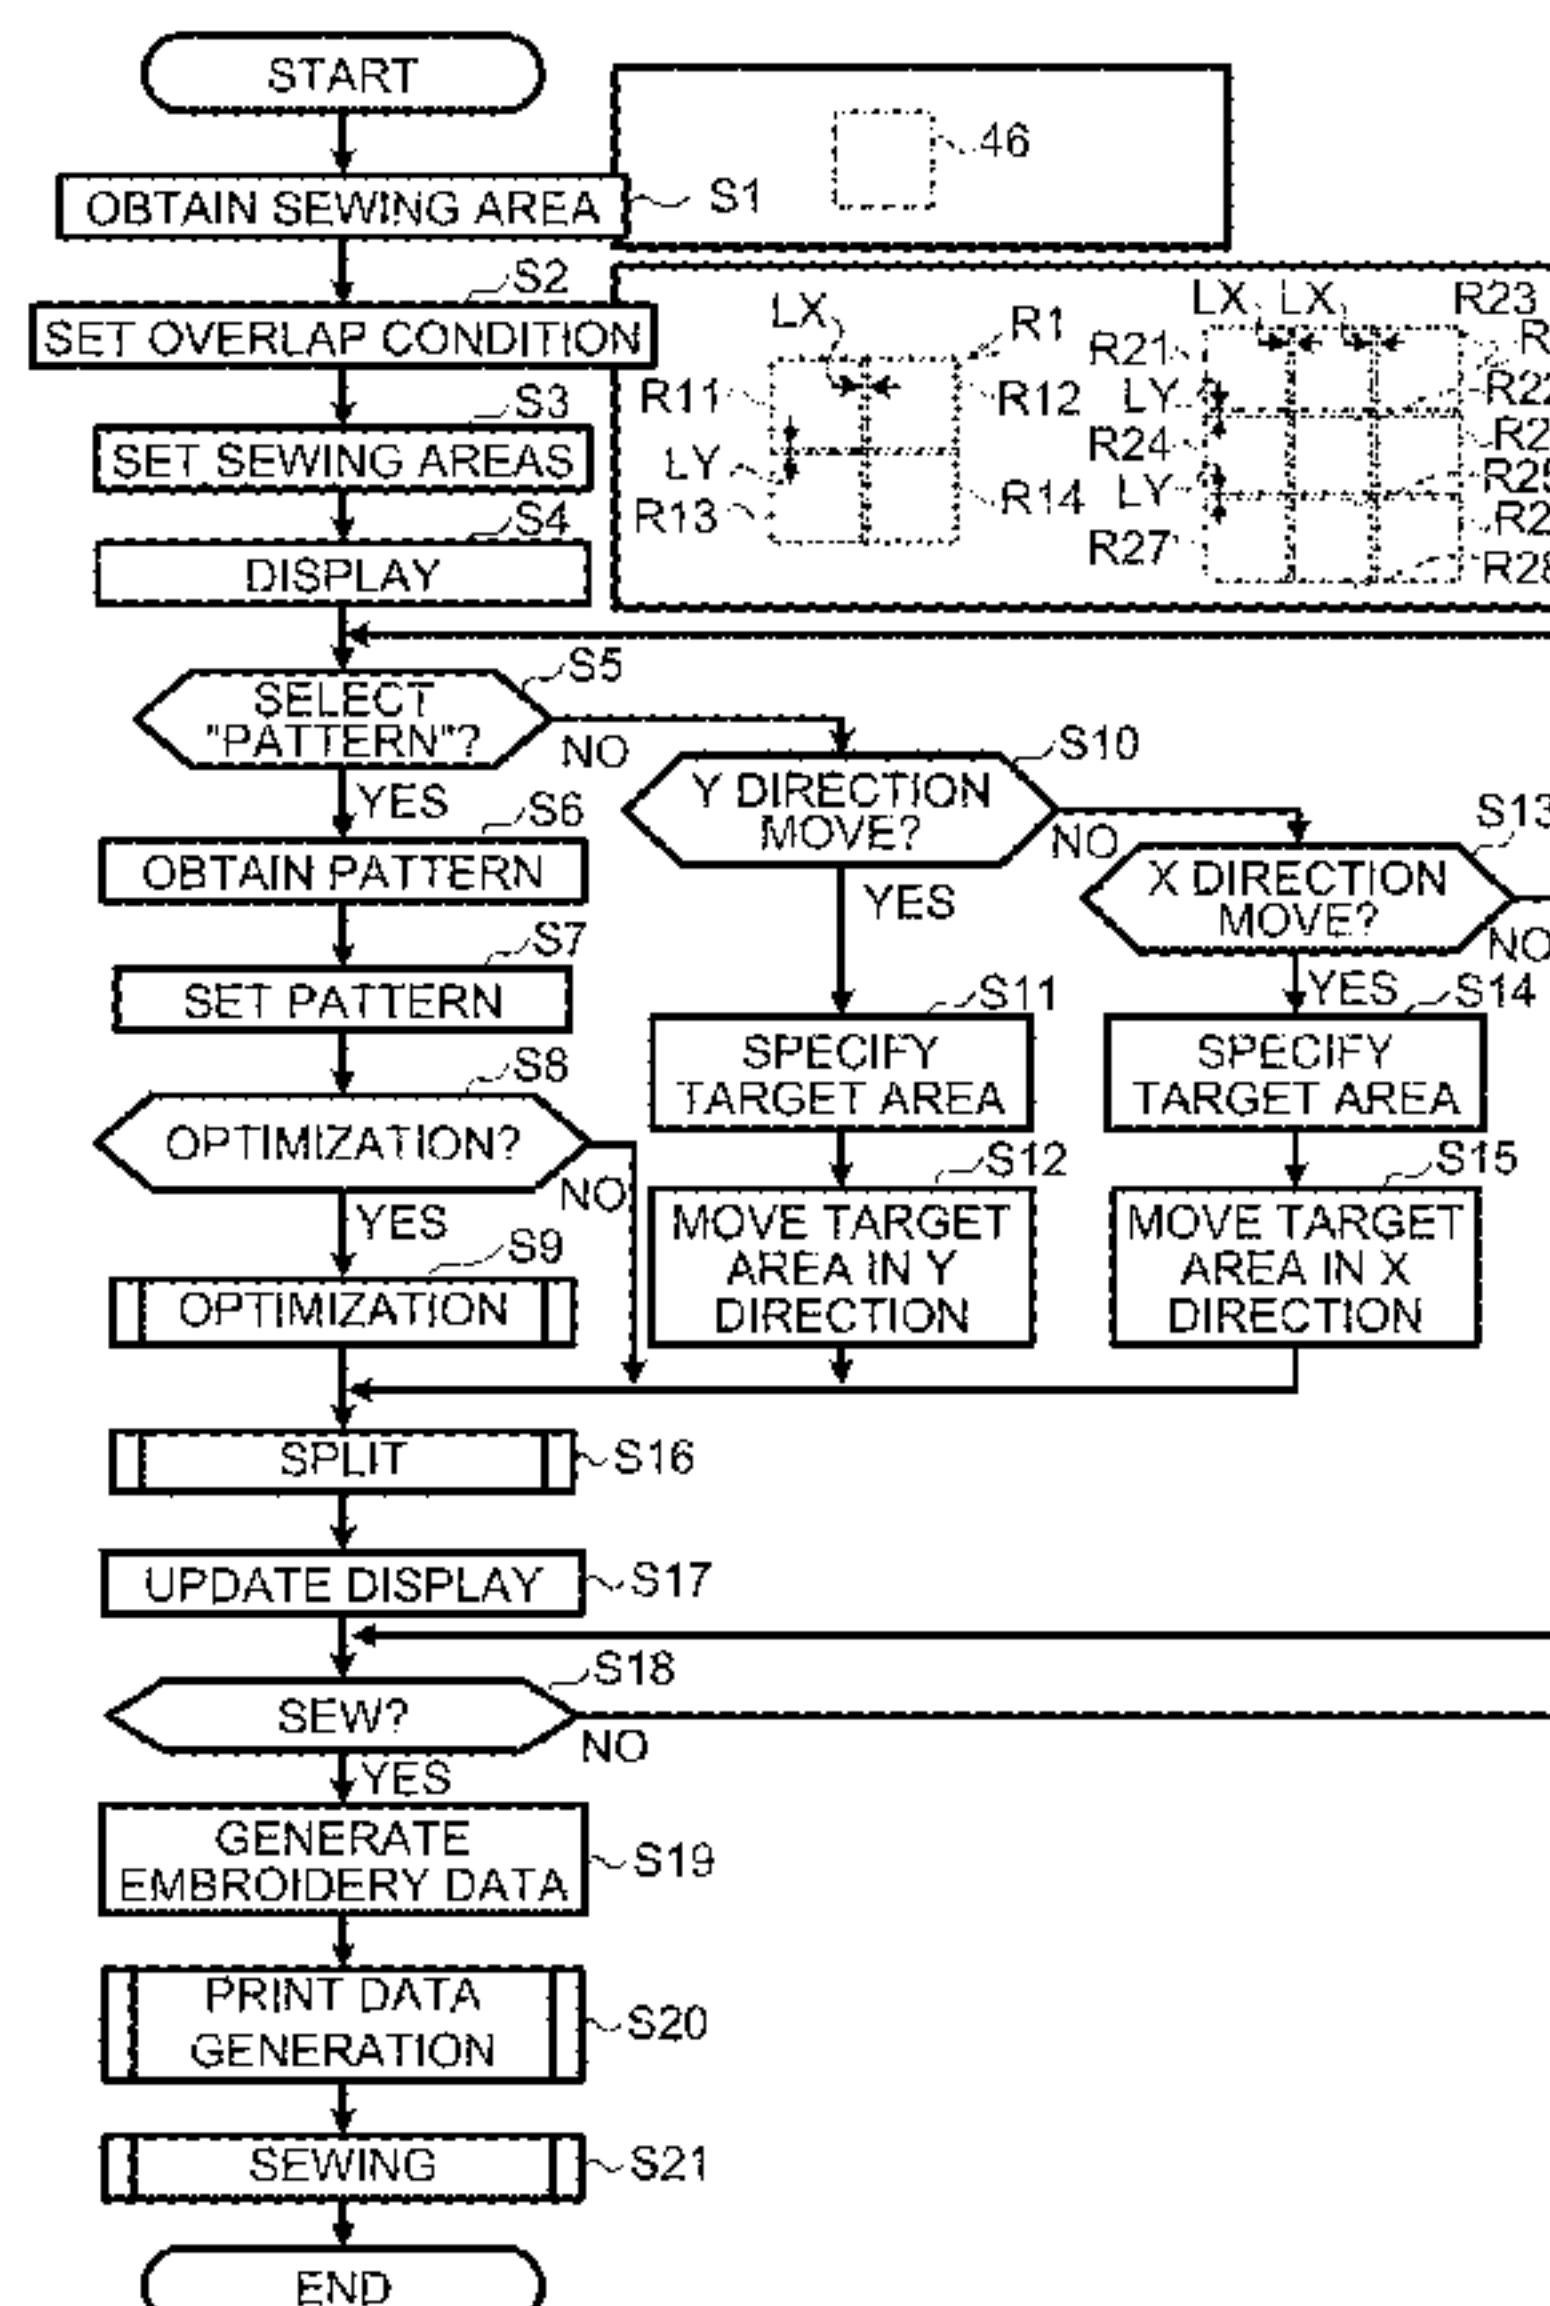 START
46
OBTAIN SEWING AREA
S1
S2
SET OVERLAP CONDITION
LX
R1
LX LX
R23
R21
R11
R12
LY
R24
LY
R25
R14
LY
R13
R27
R28
S3
SET SEWING AREAS
S4
DISPLAY
S5
SELECT
"PATTERN"?
NO
YES
S10
Y DIRECTION
MOVE?
NO
YES
S13
X DIRECTION
MOVE?
NO
YES
S6
OBTAIN PATTERN
S7
SET PATTERN
S11
SPECIFY
TARGET AREA
S14
SPECIFY
TARGET AREA
S8
OPTIMIZATION?
NO
YES
S12
MOVE TARGET
AREA IN Y
DIRECTION
S15
MOVE TARGET
AREA IN X
DIRECTION
S9
OPTIMIZATION
SPLIT
S16
UPDATE DISPLAY
S17
S18
SEW?
NO
YES
GENERATE
EMBROIDERY DATA
S19
PRINT DATA
GENERATION
S20
SEWING
S21
END